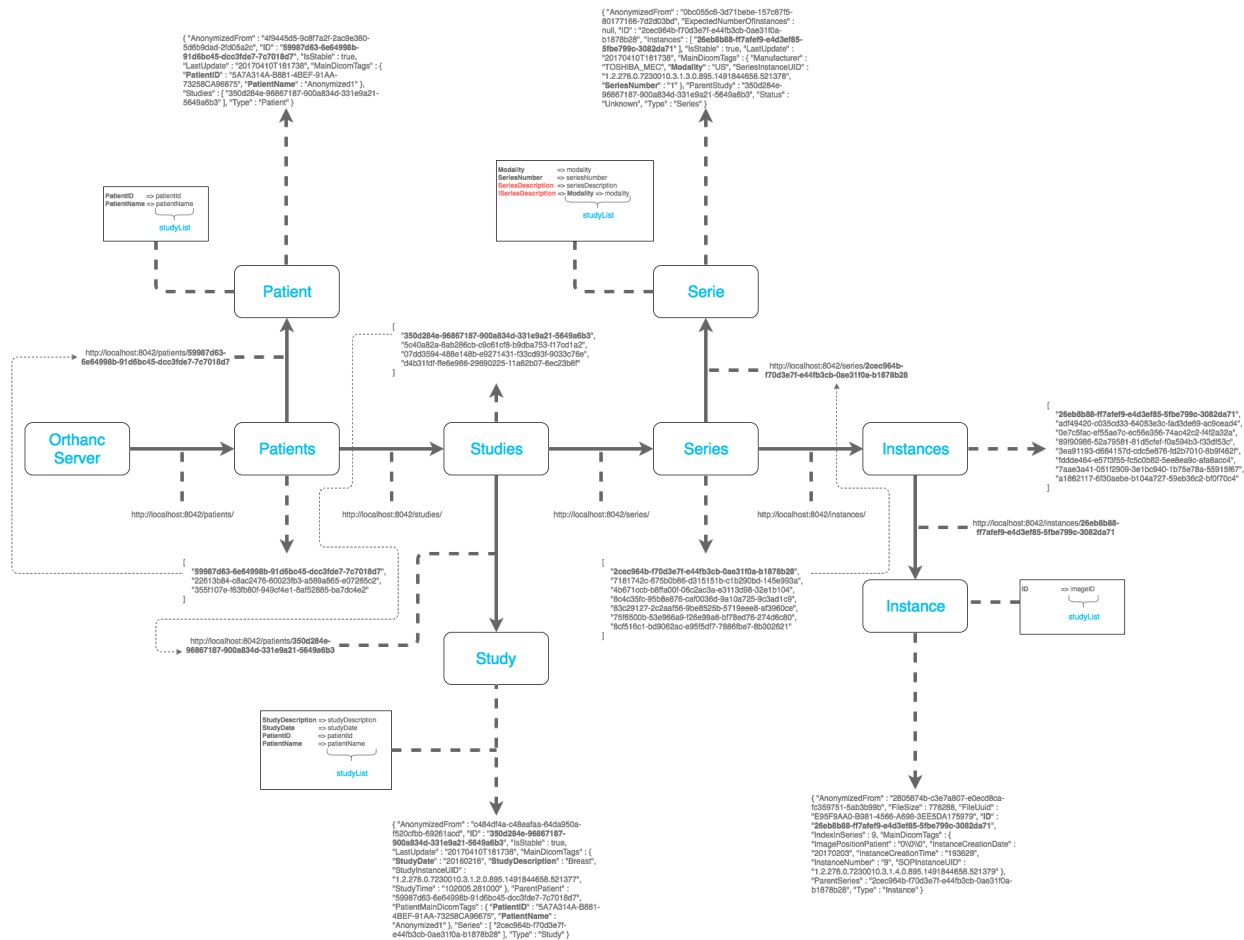 { "AnonymizedFrom" : "4f9445d5-9c8f7a2f-2ac9e380-
5d6b9dad-2fd05a2c", "ID" : "59987d63-6e64998b-
91d6bc45-dcc3fde7-7c7018d7", "IsStable" : true,
"LastUpdate" : "20170410T181738", "MainDicomTags" : {
"PatientID" : "5A7A314A-B881-4BEF-91AA-
73258CA96675", "PatientName" : "Anonymized1" },
"Studies" : [ "350d284e-96867187-900a834d-331e9a21-
5649a6b3" ], "Type" : "Patient" }
{ "AnonymizedFrom" : "0bc055c6-3d71bebe-157c67f5-
80177166-7d2d03bd", "ExpectedNumberOfInstances" :
null, "ID" : "2cec964b-f70d3e7f-e44fb3cb-0ae31f0a-
b1878b28", "Instances" : [ "26eb8b88-ff7afef9-e4d3ef85-
5fbe799c-3082da71" ], "IsStable" : true, "LastUpdate" :
"20170410T181738", "MainDicomTags" : { "Manufacturer" :
"TOSHIBA_MEC", "Modality" : "US", "SeriesInstanceUID" :
"1.2.276.0.7230010.3.1.3.0.895.1491844658.521378",
"SeriesNumber" : "1" }, "ParentStudy" : "350d284e-
96867187-900a834d-331e9a21-5649a6b3", "Status" :
"Unknown", "Type" : "Series" }
PatientID => patientId
PatientName => patientName
studyList
Modality => modality
SeriesNumber => seriesNumber
SeriesDescription => seriesDescription
!SeriesDescription => Modality => modality
studyList
Patient
Serie
http://localhost:8042/patients/59987d63-
6e64998b-91d6bc45-dcc3fde7-7c7018d7
[
"350d284e-96867187-900a834d-331e9a21-5649a6b3",
"5c40a82a-8ab286cb-c9c61cf8-b9dba753-f17cd1a2",
"07dd3594-488e148b-e9271431-f33cd93f-9033c76e",
"d4b31fdf-ffe6e986-29690225-11a62b07-6ec23b8f"
]
http://localhost:8042/series/2cec964b-
f70d3e7f-e44fb3cb-0ae31f0a-b1878b28
Orthanc
Server
Patients
Studies
Series
Instances
[
"26eb8b88-ff7afef9-e4d3ef85-5fbe799c-3082da71",
"adf49420-c035cd33-64053e3c-fad3de69-ac9cead4",
"0e7c5fac-ef55ae7c-ec56e356-74ac42c2-f4f2a32a",
"89f90986-52a79581-81d5cfef-f0a594b3-f33df53c",
"3ea91193-d664157d-cdc5e876-fd2b7010-8b9f462f",
"fddde464-e57f3f55-fc5c0b82-5ee8ea9c-afa8acc4",
"7aae3a41-051f2909-3e1bc940-1b75e78a-55915f67",
"a1862117-6f30aebe-b104a727-59eb36c2-bf0f70c4"
]
http://localhost:8042/patients/
http://localhost:8042/studies/
http://localhost:8042/series/
http://localhost:8042/instances/
http://localhost:8042/instances/26eb8b88-
ff7afef9-e4d3ef85-5fbe799c-3082da71
[
"59987d63-6e64998b-91d6bc45-dcc3fde7-7c7018d7",
"22613b84-c8ac2476-60023fb3-a589a865-e07265c2",
"355f107e-f63fb80f-949cf4e1-8af52885-ba7dc4e2"
]
[
"2cec964b-f70d3e7f-e44fb3cb-0ae31f0a-b1878b28",
"7181742c-675b0b86-d315151b-c1b290bd-145e993a",
"4b671ccb-b8ffa00f-06c2ac3a-e3113d98-32e1b104",
"8c4c35fc-95b8e876-caf0036d-9a10a725-9c3ad1c9",
"83c29127-2c2aaf56-9be8525b-5719eee8-af3960ce",
"75f6500b-53e966a9-f26e99a6-bf78ed76-274d6c80",
"8cf516c1-bd9062ac-e95f5df7-7886fbe7-8b302621"
]
Instance
ID => imageID
studyList
http://localhost:8042/patients/350d284e-
96867187-900a834d-331e9a21-5649a6b3
Study
StudyDescription => studyDescription
StudyDate => studyDate
PatientID => patientId
PatientName => patientName
studyList
{ "AnonymizedFrom" : "c484df4a-c48eafaa-64da950a-
f520cfbb-69261acd", "ID" : "350d284e-96867187-
900a834d-331e9a21-5649a6b3", "IsStable" : true,
"LastUpdate" : "20170410T181738", "MainDicomTags" : {
"StudyDate" : "20160216", "StudyDescription" : "Breast",
"StudyInstanceUID" :
"1.2.276.0.7230010.3.1.2.0.895.1491844658.521377",
"StudyTime" : "102005.281000" }, "ParentPatient" :
"59987d63-6e64998b-91d6bc45-dcc3fde7-7c7018d7",
"PatientMainDicomTags" : { "PatientID" : "5A7A314A-B881-
4BEF-91AA-73258CA96675", "PatientName" :
"Anonymized1" }, "Series" : [ "2cec964b-f70d3e7f-
e44fb3cb-0ae31f0a-b1878b28" ], "Type" : "Study" }
{ "AnonymizedFrom" : "2805874b-c3e7a807-e0ecd8ca-
fc359751-5ab3b99b", "FileSize" : 776288, "FileUuid" :
"E95F9AA0-B981-4566-A698-3EE5DA175979", "ID" :
"26eb8b88-ff7afef9-e4d3ef85-5fbe799c-3082da71",
"IndexInSeries" : 9, "MainDicomTags" : {
"ImagePositionPatient" : "0\0\0", "InstanceCreationDate" :
"20170203", "InstanceCreationTime" : "193629",
"InstanceNumber" : "9", "SOPInstanceUID" :
"1.2.276.0.7230010.3.1.4.0.895.1491844658.521379" },
"ParentSeries" : "2cec964b-f70d3e7f-e44fb3cb-0ae31f0a-
b1878b28", "Type" : "Instance" }